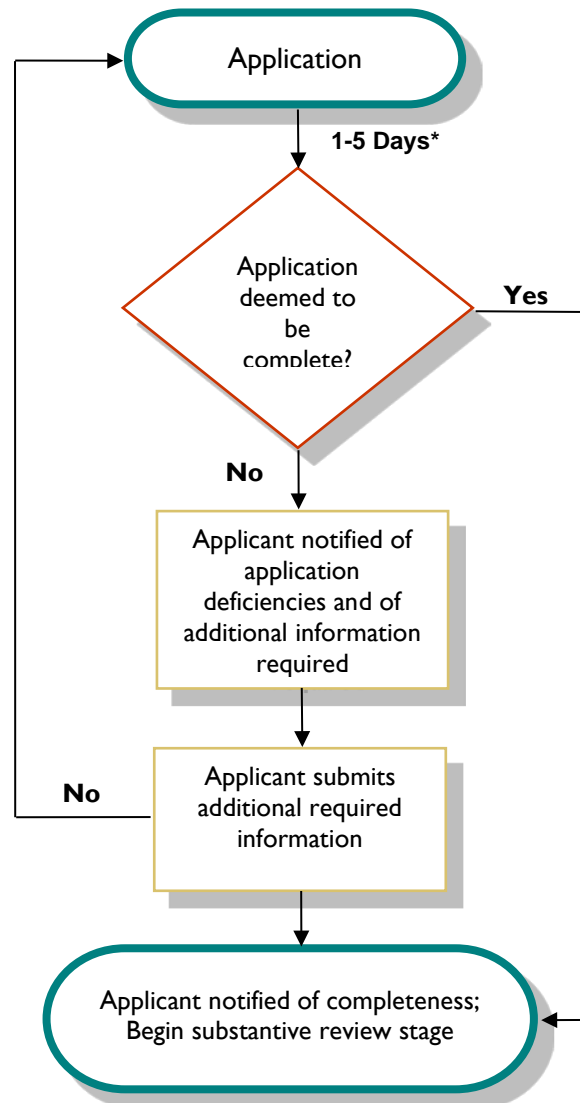 Application
1-5 Days*
Application
deemed to
be
complete?
Yes
No
Applicant notified of
application
deficiencies and of
additional information
required
Applicant submits
additional required
information
No
Applicant notified of completeness;
Begin substantive review stage